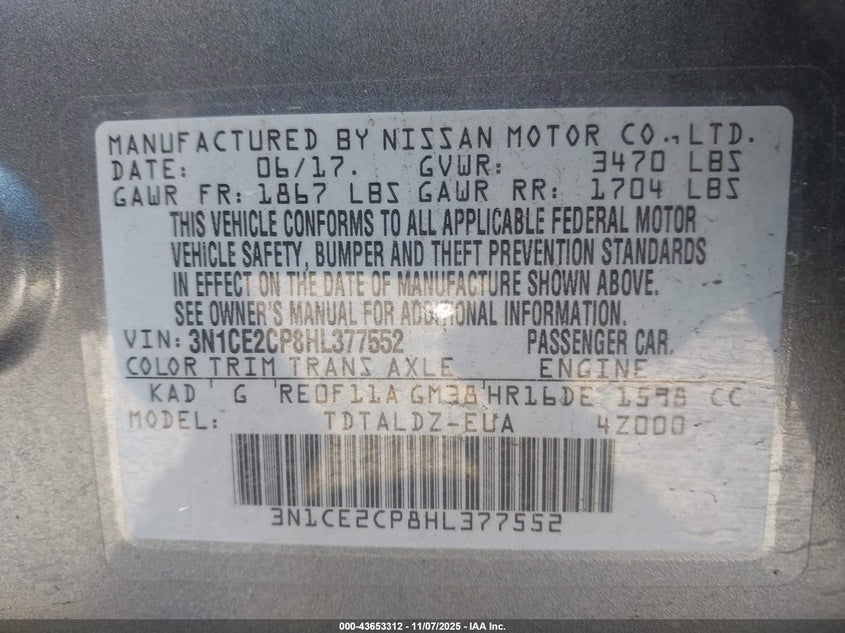 MANUFACTURED BY NISSAN MOTOR CO.,LTD.
DATE: 06/17. GVWR: 3470 LBS
GAWR FR: 1867 LBS GAWR RR: 1704 LBS
THIS VEHICLE CONFORMS TO ALL APPLICABLE FEDERAL MOTOR
VEHICLE SAFETY, BUMPER AND THEFT PREVENTION STANDARDS
IN EFFECT ON THE DATE OF MANUFACTURE SHOWN ABOVE.
SEE OWNER'S MANUAL FOR ADDITIONAL INFORMATION.
VIN: 3N1CE2CP8HL377552 PASSENGER CAR.
COLOR TRIM TRANS AXLE ENGINE
KAD G RE0F11A GM38 HR16DE 1598 CC
MODEL: TDTALDZ-EUA 4Z000
3N1CE2CP8HL377552
000-43653312 - 11/07/2025 - IAA Inc.